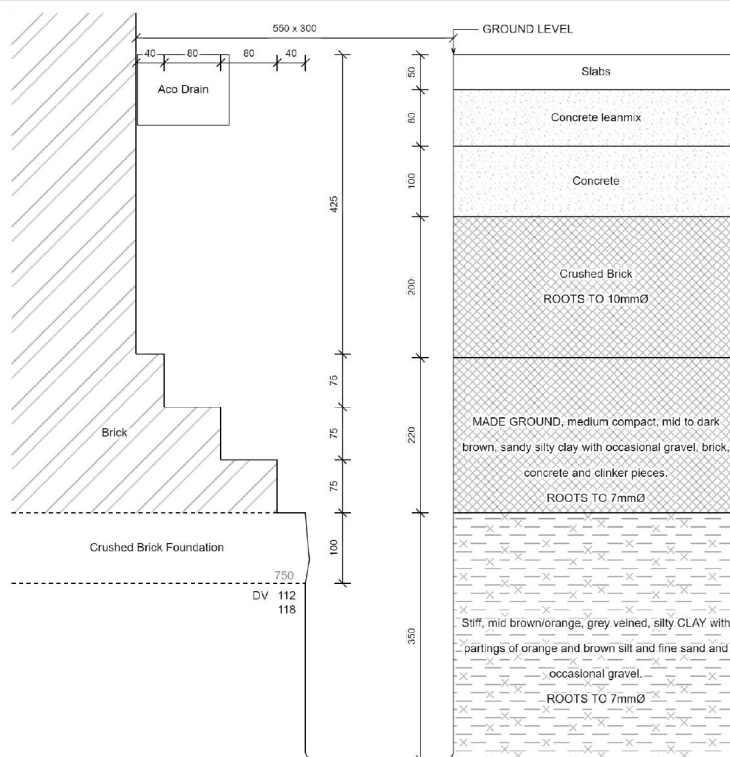 550 x 300
GROUND LEVEL
40 80 80 40
Aco Drain
50
Slabs
80
Concrete leanmix
100
Concrete
425
200
Crushed Brick
ROOTS TO 10mmØ
75
75
75
Brick
220
MADE GROUND, medium compact, mid to dark
brown, sandy silty clay with occasional gravel, brick,
concrete and clinker pieces.
ROOTS TO 7mmØ
Crushed Brick Foundation
100
750
DV 112
118
350
Stiff, mid brown/orange, grey veined, silty CLAY with
partings of orange and brown silt and fine sand and
occasional gravel.
ROOTS TO 7mmØ